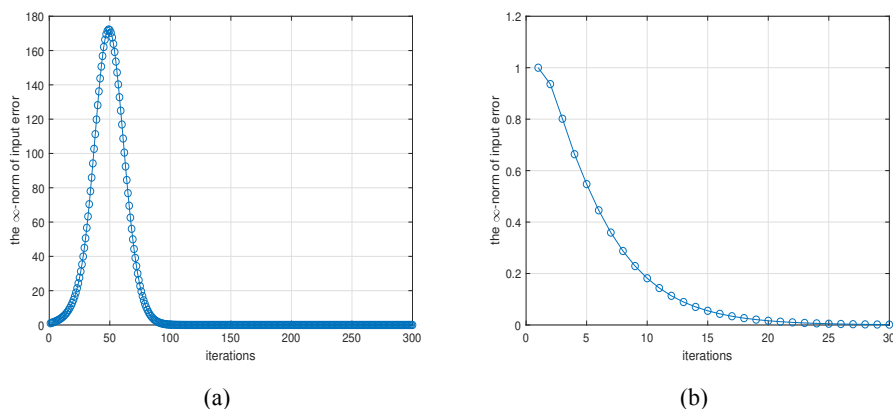 180
160
140
120
100
80
60
40
20
0
the ∞-norm of input error
0 50 100 150 200 250 300
iterations
(a)
1.2
1
0.8
0.6
0.4
0.2
0
the ∞-norm of input error
0 5 10 15 20 25 30
iterations
(b)